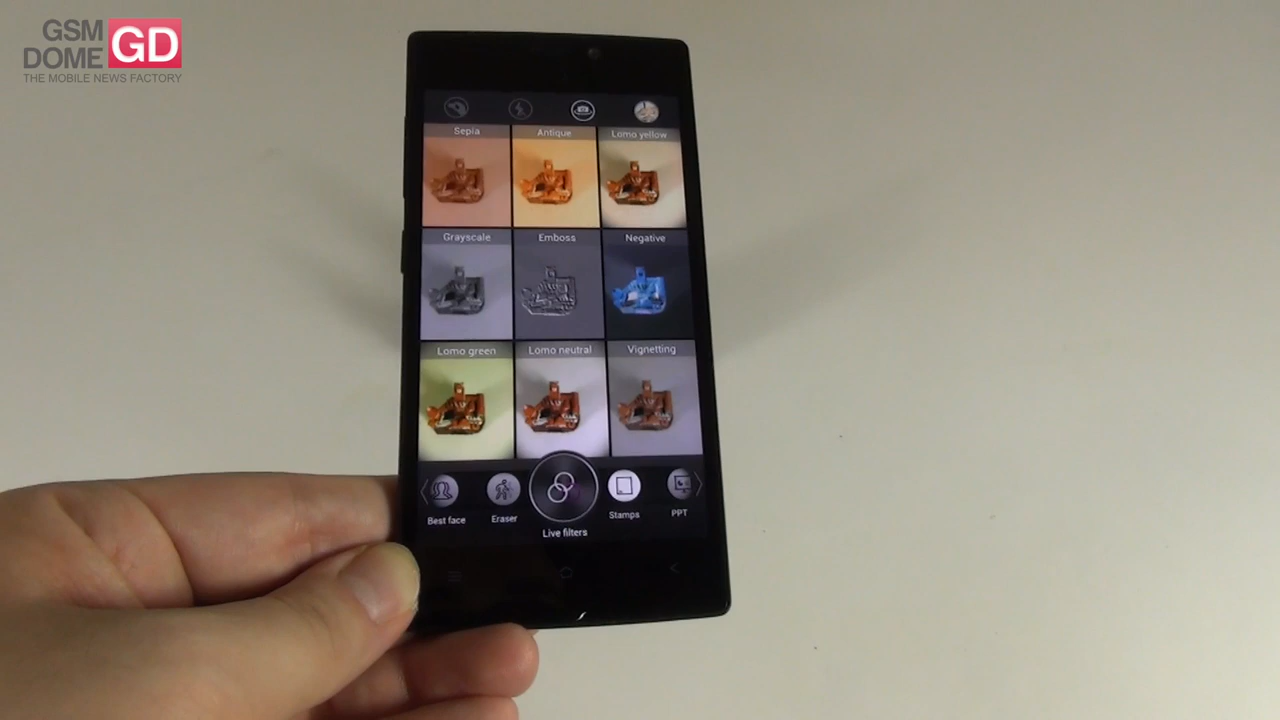 GSM
DOME GD
THE MOBILE NEWS FACTORY
Sepia Antique Lomo yellow
Grayscale Emboss Negative
Lomo green Lomo neutral Vignetting
Best face Eraser Live filters Stamps PPT